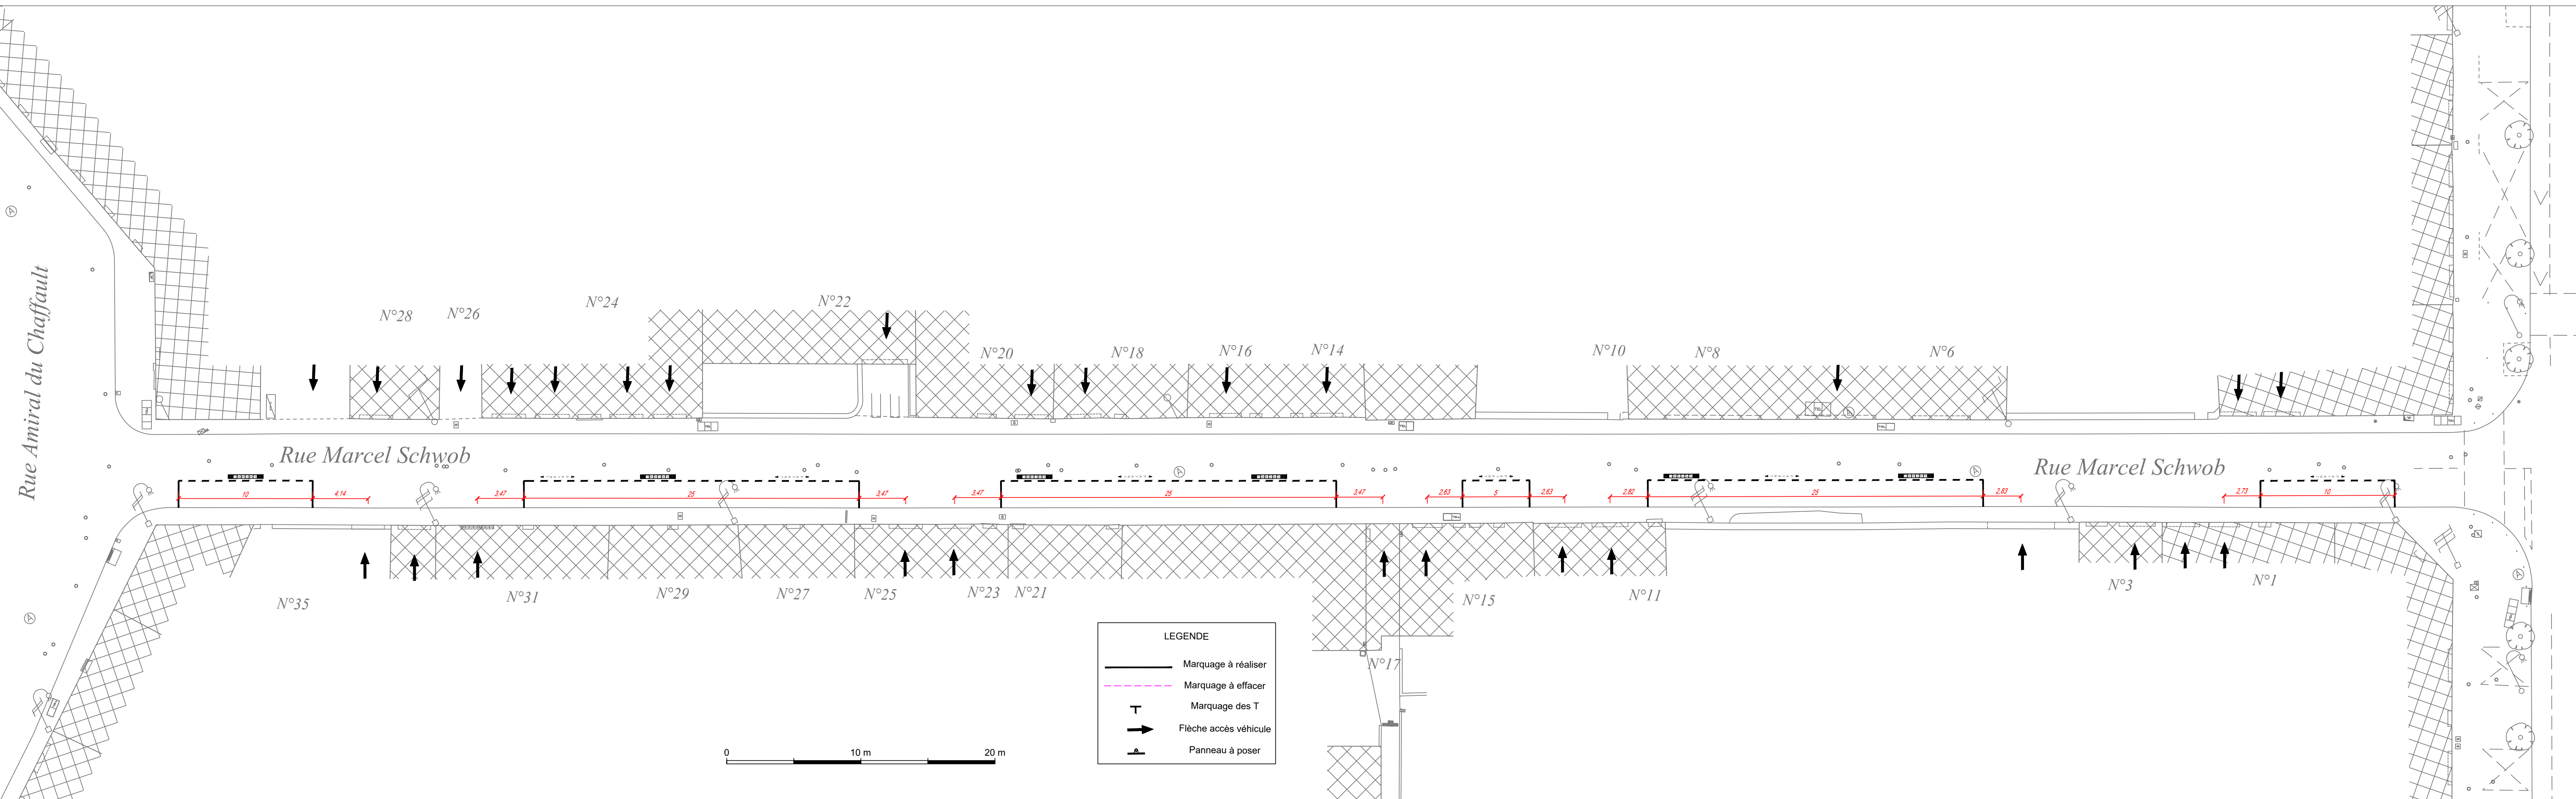 N°22
N°24
N°28
N°26
N°20
N°18
N°16
N°14
N°10
N°8
N°6
Rue Amiral du Chaffault
Rue Marcel Schwob
Rue Marcel Schwob
10
4,14
3,47
25
3,47
3,47
25
3,47
2,63
5
2,63
2,82
25
2,83
2,73
10
N°35
N°31
N°29
N°27
N°25
N°23
N°21
N°15
N°11
N°3
N°1
N°17
LEGENDE
Marquage à réaliser
Marquage à effacer
Marquage des T
Flèche accès véhicule
Panneau à poser
0
10 m
20 m